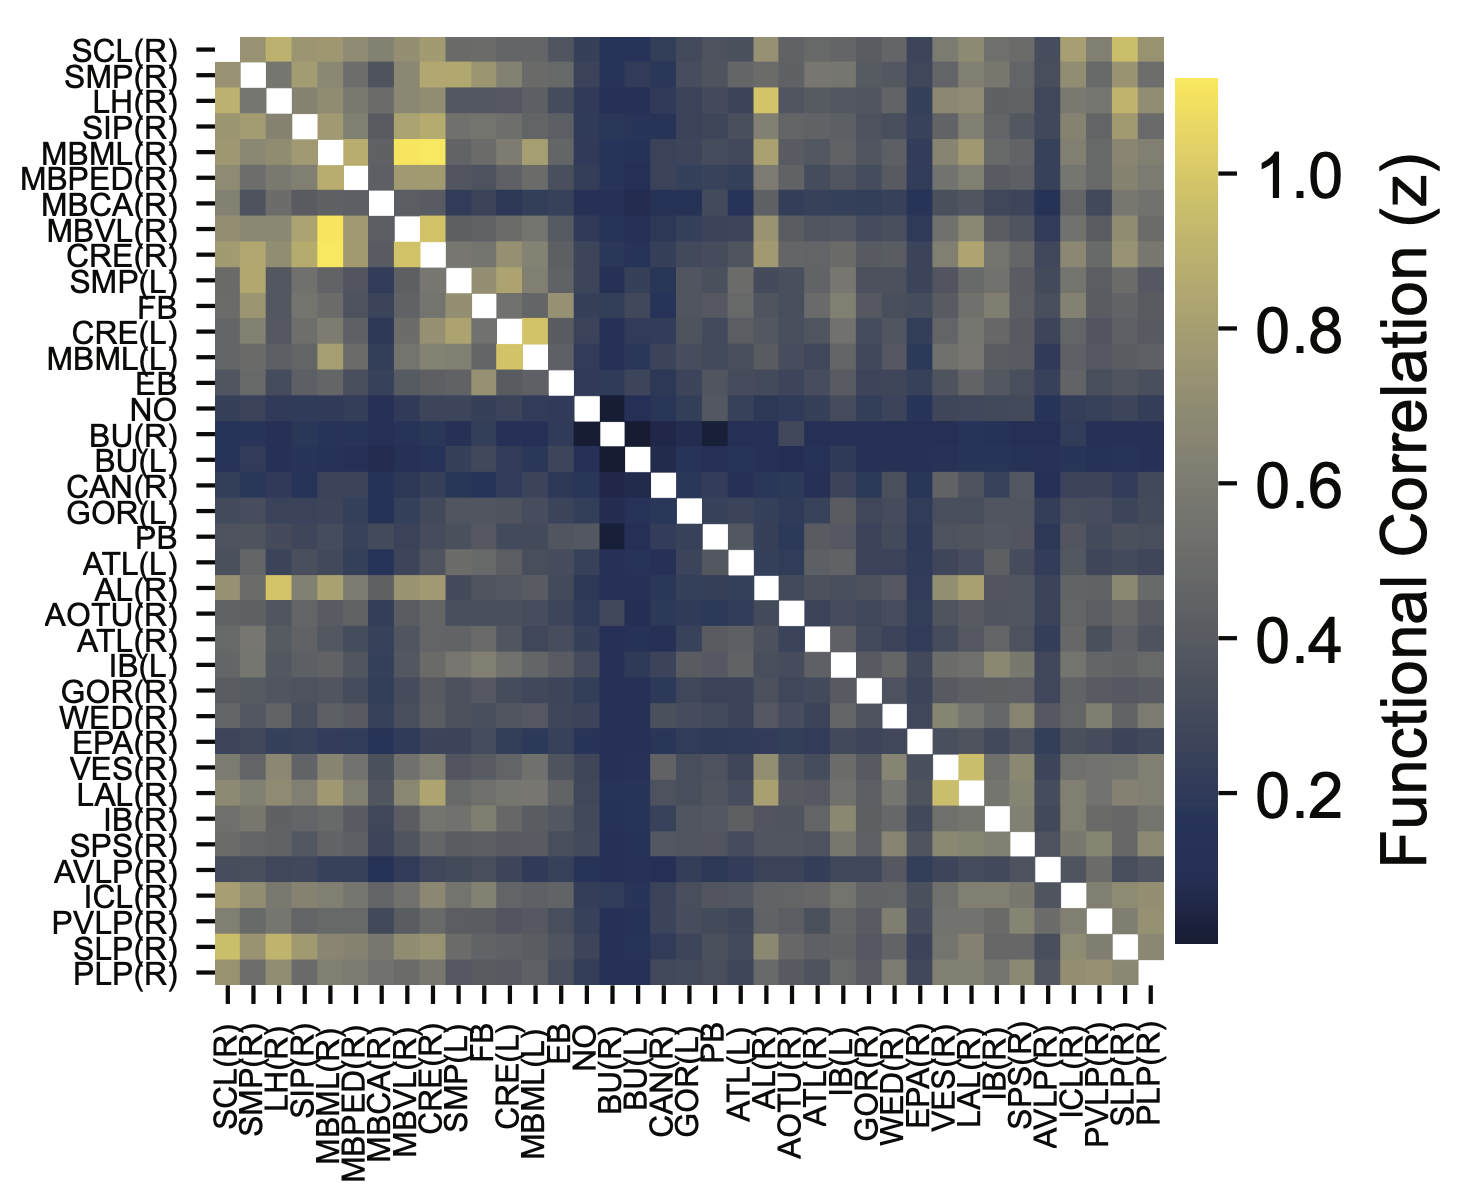 SCL(R)
SMP(R)
LH(R)
SIP(R)
MBML(R)
MBPED(R)
MBCA(R)
MBVL(R)
CRE(R)
SMP(L)
FB
CRE(L)
MBML(L)
EB
NO
BU(R)
BU(L)
CAN(R)
GOR(L)
PB
ATL(L)
AL(R)
AOTU(R)
ATL(R)
IB(L)
GOR(R)
WED(R)
EPA(R)
VES(R)
LAL(R)
IB(R)
SPS(R)
AVLP(R)
ICL(R)
PVLP(R)
SLP(R)
PLP(R)
SCL(R)
SMP(R)
LH(R)
SIP(R)
MBML(R)
MBPED(R)
MBCA(R)
MBVL(R)
CRE(R)
SMP(L)
FB
CRE(L)
MBML(L)
EB
NO
BU(R)
BU(L)
CAN(R)
GOR(L)
PB
ATL(L)
AL(R)
AOTU(R)
ATL(R)
IB(L)
GOR(R)
WED(R)
EPA(R)
VES(R)
LAL(R)
IB(R)
SPS(R)
AVLP(R)
ICL(R)
PVLP(R)
SLP(R)
PLP(R)
1.0
0.8
0.6
0.4
0.2
Functional Correlation (z)